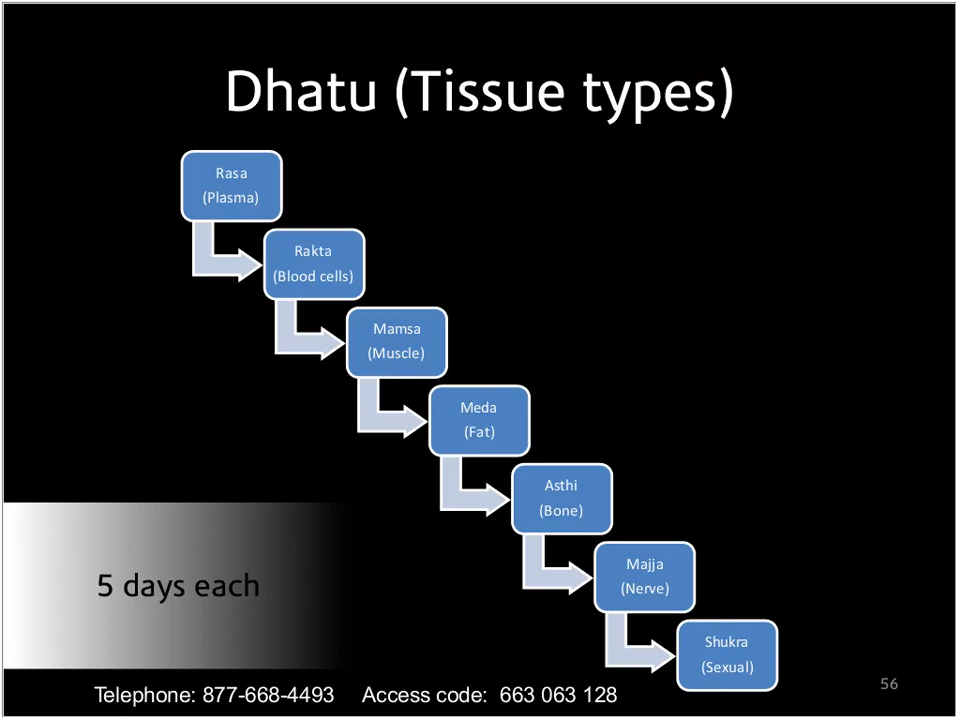 Dhatu (Tissue types)
Rasa
(Plasma)
Rakta
(Blood cells)
Mamsa
(Muscle)
Meda
(Fat)
Asthi
(Bone)
Majja
(Nerve)
Shukra
(Sexual)
5 days each
Telephone: 877-668-4493 Access code: 663 063 128
56